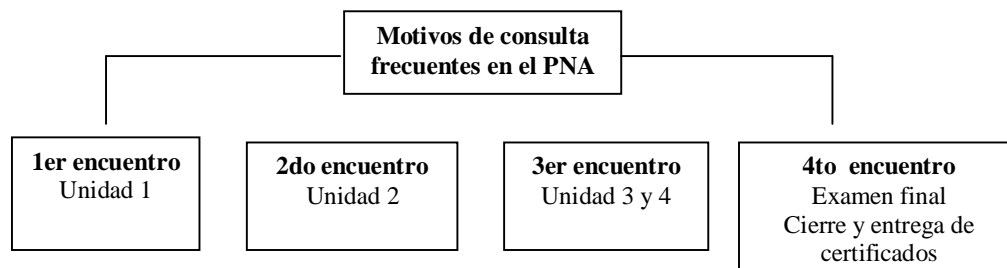 Motivos de consulta
frecuentes en el PNA
1er encuentro
Unidad 1
2do encuentro
Unidad 2
3er encuentro
Unidad 3 y 4
4to encuentro
Examen final
Cierre y entrega de
certificados